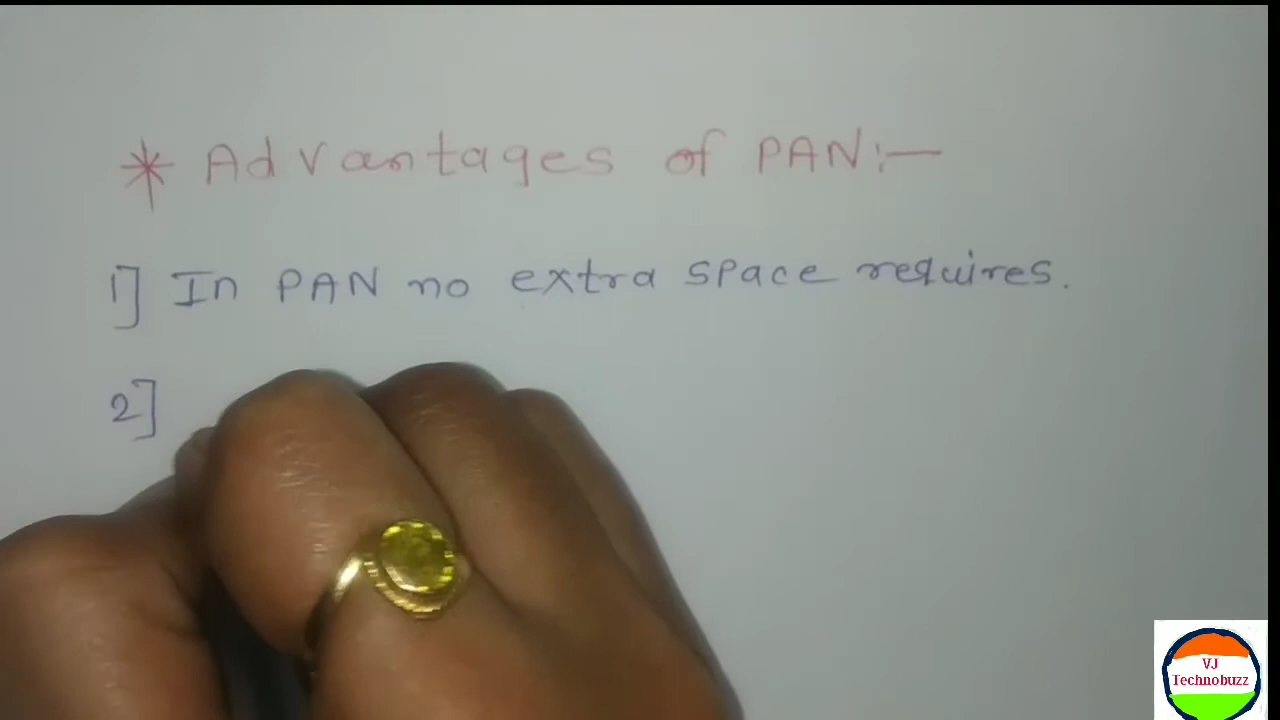 * Advantages of PAN:-
1] In PAN no extra space requires.
2]
VJ
Technobuzz